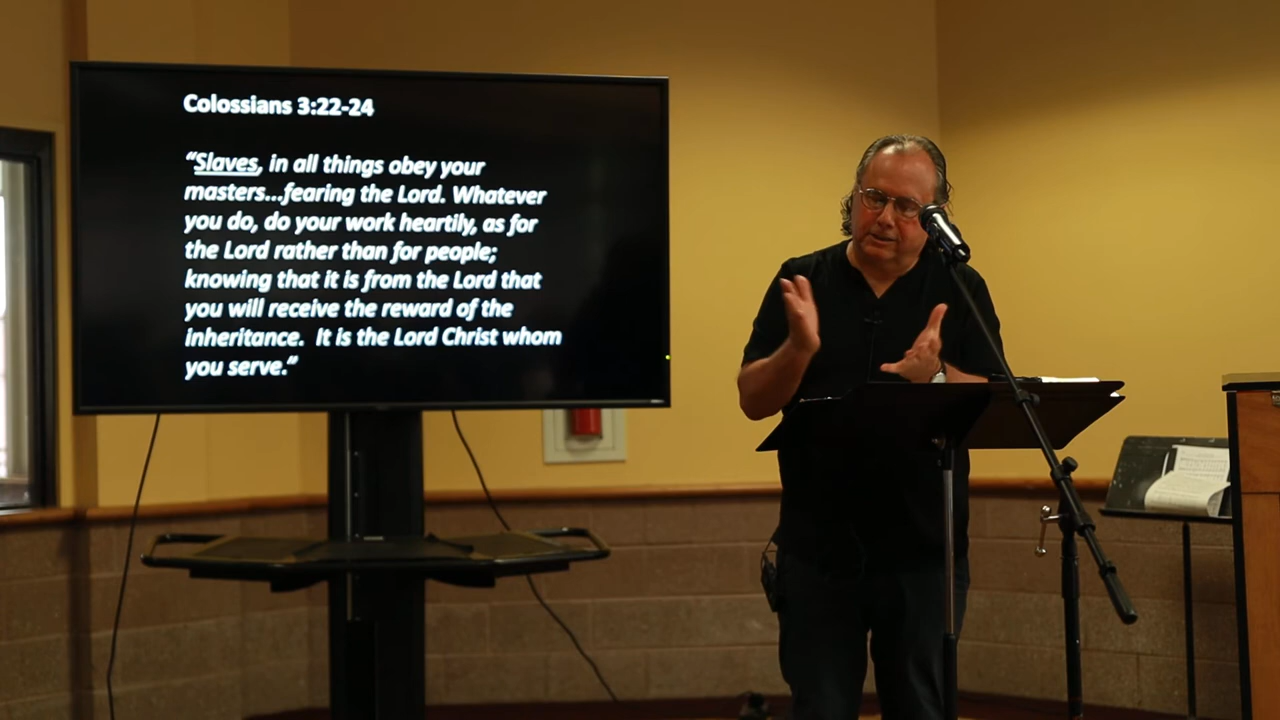 Colossians 3:22-24
“Slaves, in all things obey your
masters...fearing the Lord. Whatever
you do, do your work heartily, as for
the Lord rather than for people;
knowing that it is from the Lord that
you will receive the reward of the
inheritance.  It is the Lord Christ whom
you serve.”